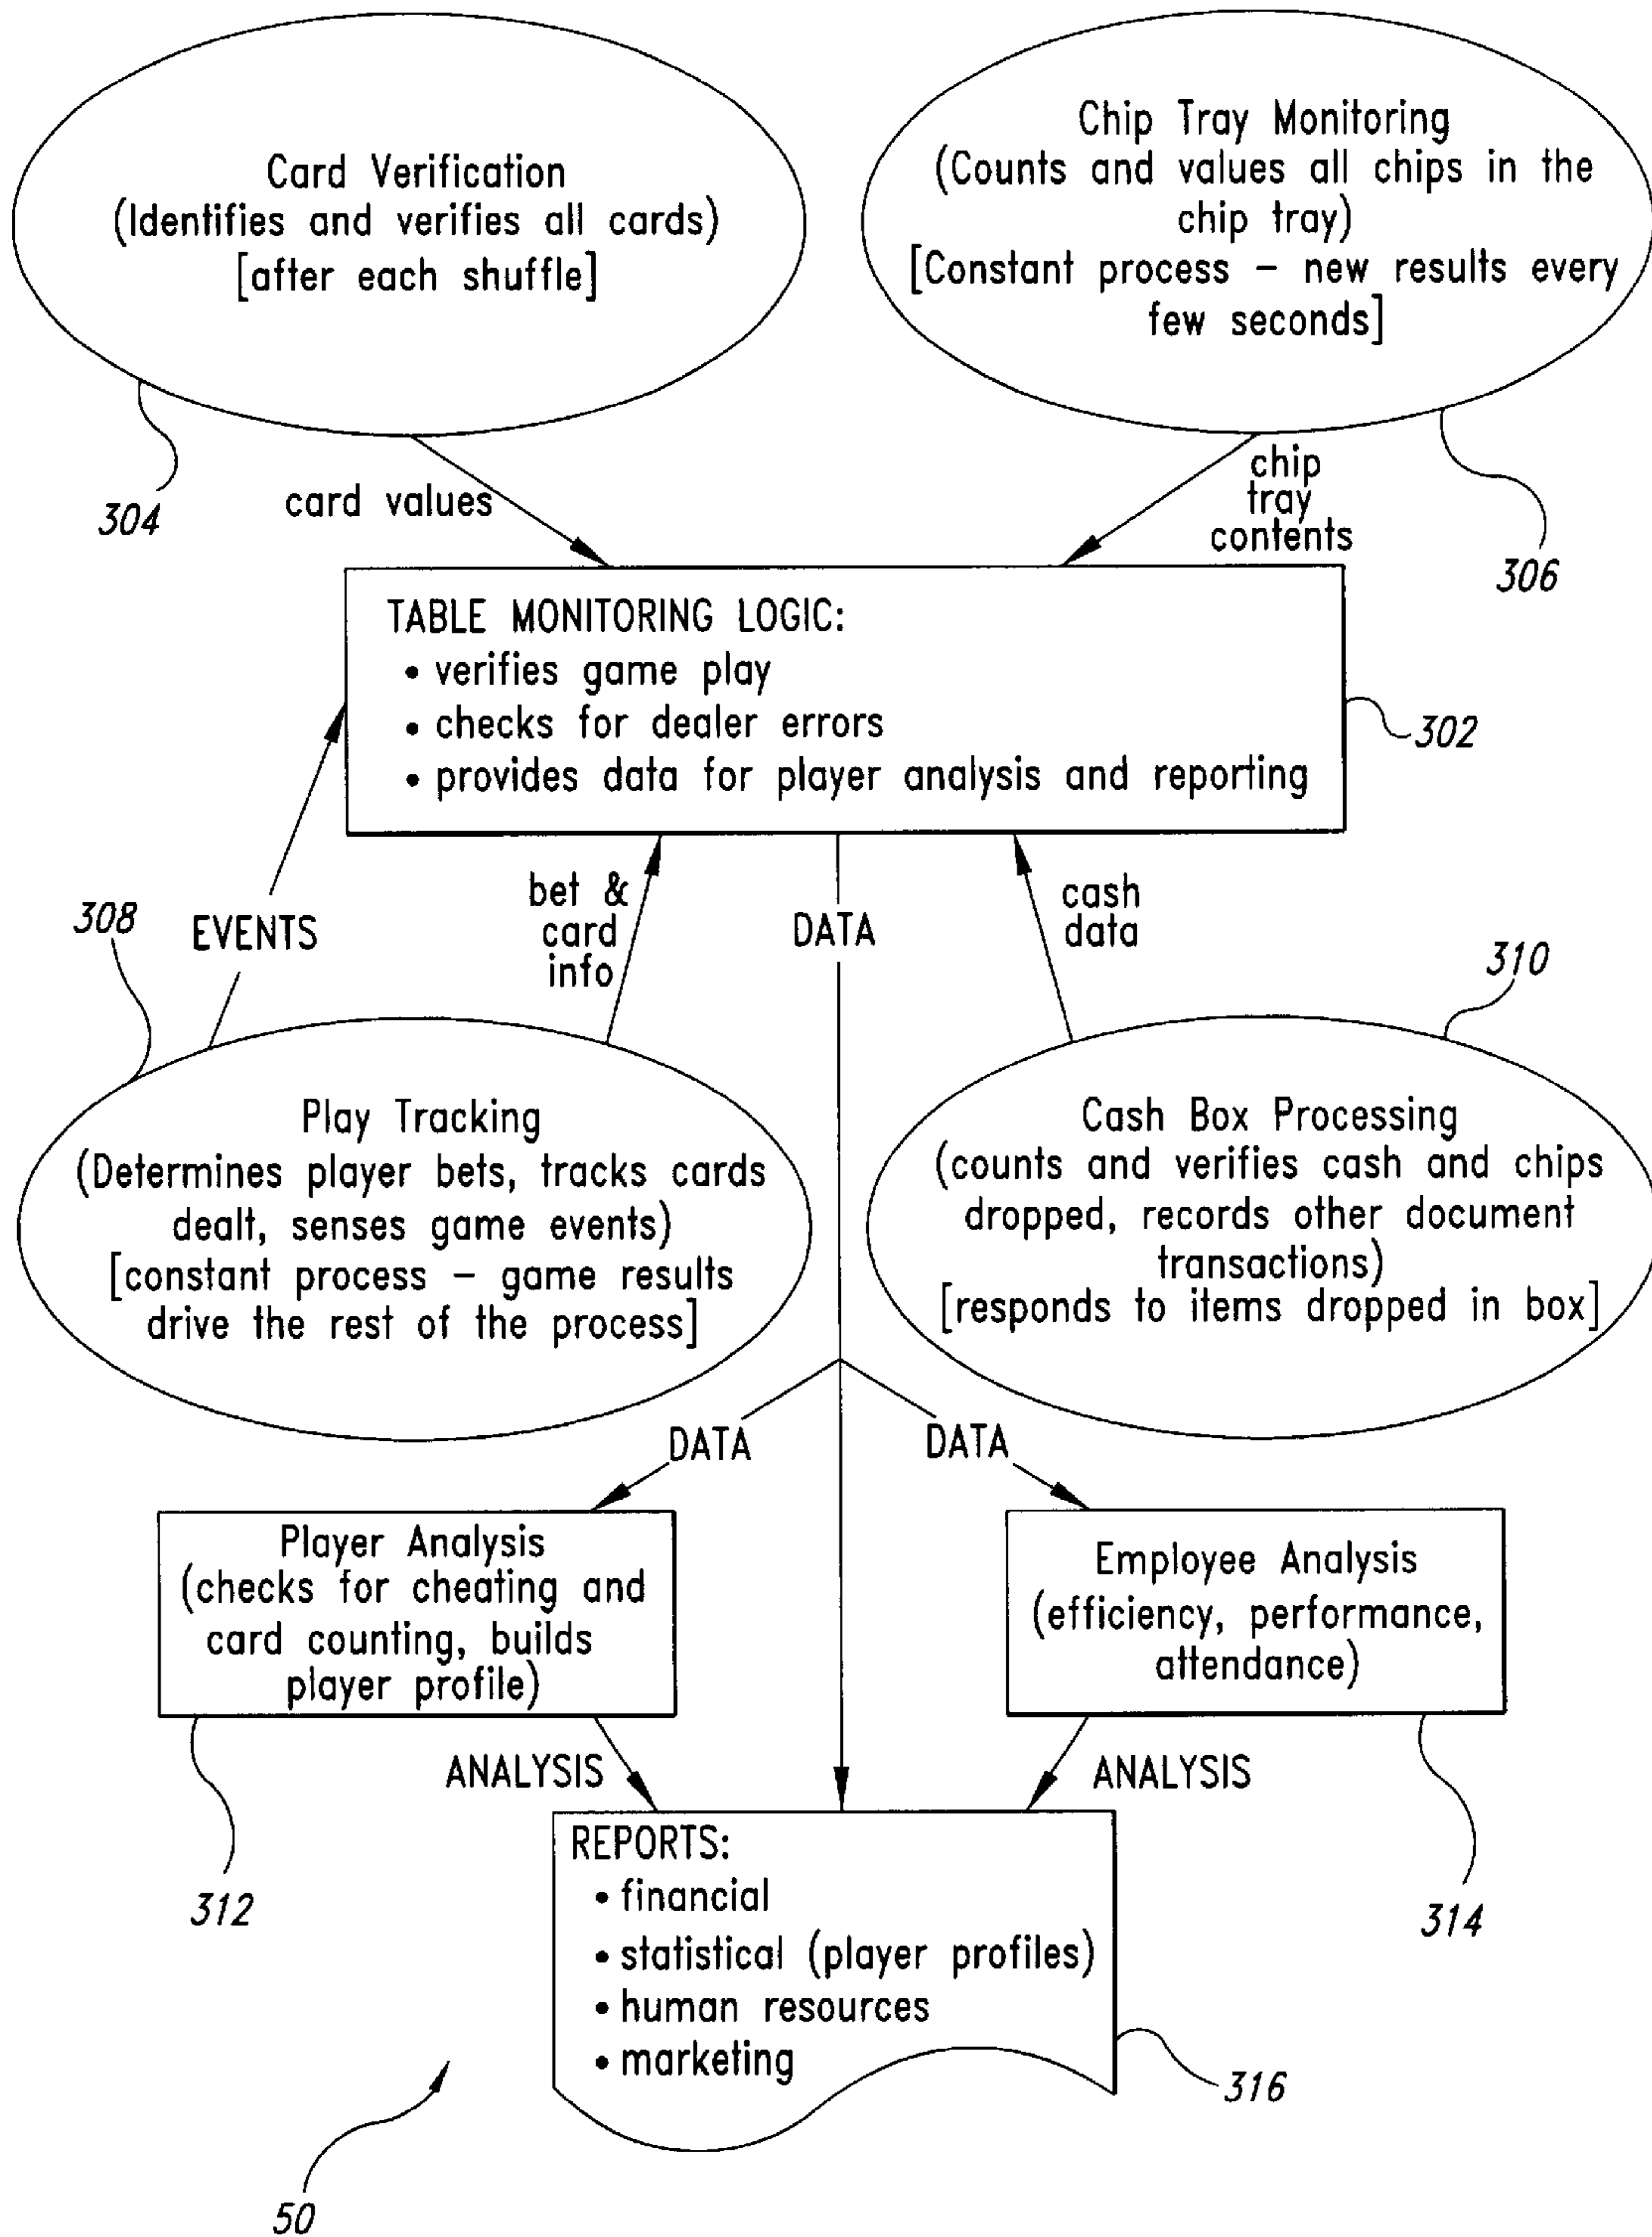 Card Verification
(Identifies and verifies all cards)
[after each shuffle]
Chip Tray Monitoring
(Counts and values all chips in the
chip tray)
[Constant process – new results every
few seconds]
304
card values
chip
tray
contents
306
TABLE MONITORING LOGIC:
• verifies game play
• checks for dealer errors
• provides data for player analysis and reporting
302
308
EVENTS
bet &
card
info
DATA
cash
data
310
Play Tracking
(Determines player bets, tracks cards
dealt, senses game events)
[constant process – game results
drive the rest of the process]
Cash Box Processing
(counts and verifies cash and chips
dropped, records other document
transactions)
[responds to items dropped in box]
DATA
DATA
Player Analysis
(checks for cheating and
card counting, builds
player profile)
Employee Analysis
(efficiency, performance,
attendance)
ANALYSIS
ANALYSIS
312
314
REPORTS:
• financial
• statistical (player profiles)
• human resources
• marketing
316
50